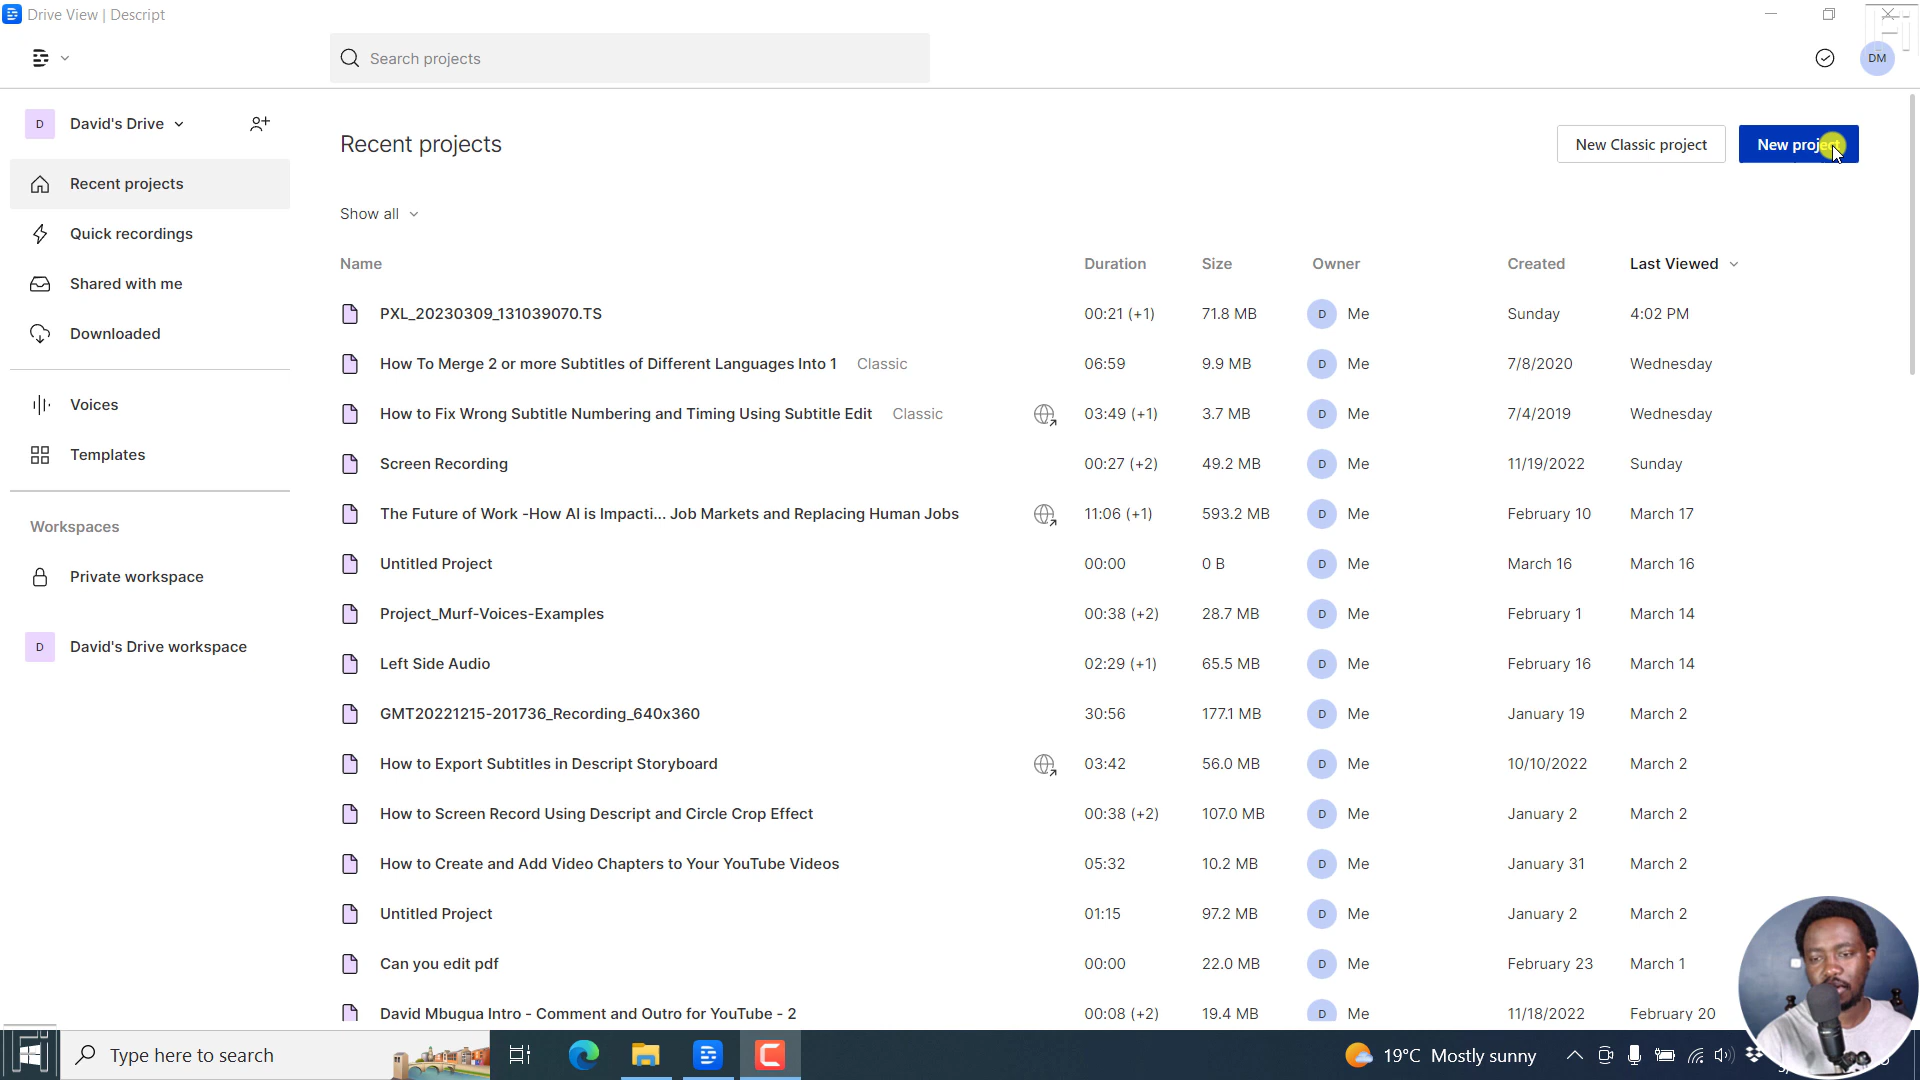 Drive View | Descript
Search projects
DM
D David's Drive
Recent projects
Quick recordings
Shared with me
Downloaded
Voices
Templates
Workspaces
Private workspace
D David's Drive workspace
Recent projects
New Classic project
New project
Show all
Name Duration Size Owner Created Last Viewed
PXL_20230309_131039070.TS 00:21 (+1) 71.8 MB D Me Sunday 4:02 PM
How To Merge 2 or more Subtitles of Different Languages Into 1 Classic 06:59 9.9 MB D Me 7/8/2020 Wednesday
How to Fix Wrong Subtitle Numbering and Timing Using Subtitle Edit Classic 03:49 (+1) 3.7 MB D Me 7/4/2019 Wednesday
Screen Recording 00:27 (+2) 49.2 MB D Me 11/19/2022 Sunday
The Future of Work -How AI is Impacti... Job Markets and Replacing Human Jobs 11:06 (+1) 593.2 MB D Me February 10 March 17
Untitled Project 00:00 0 B D Me March 16 March 16
Project_Murf-Voices-Examples 00:38 (+2) 28.7 MB D Me February 1 March 14
Left Side Audio 02:29 (+1) 65.5 MB D Me February 16 March 14
GMT20221215-201736_Recording_640x360 30:56 177.1 MB D Me January 19 March 2
How to Export Subtitles in Descript Storyboard 03:42 56.0 MB D Me 10/10/2022 March 2
How to Screen Record Using Descript and Circle Crop Effect 00:38 (+2) 107.0 MB D Me January 2 March 2
How to Create and Add Video Chapters to Your YouTube Videos 05:32 10.2 MB D Me January 31 March 2
Untitled Project 01:15 97.2 MB D Me January 2 March 2
Can you edit pdf 00:00 22.0 MB D Me February 23 March 1
David Mbugua Intro - Comment and Outro for YouTube - 2 00:08 (+2) 19.4 MB D Me 11/18/2022 February 20
Type here to search
19°C Mostly sunny